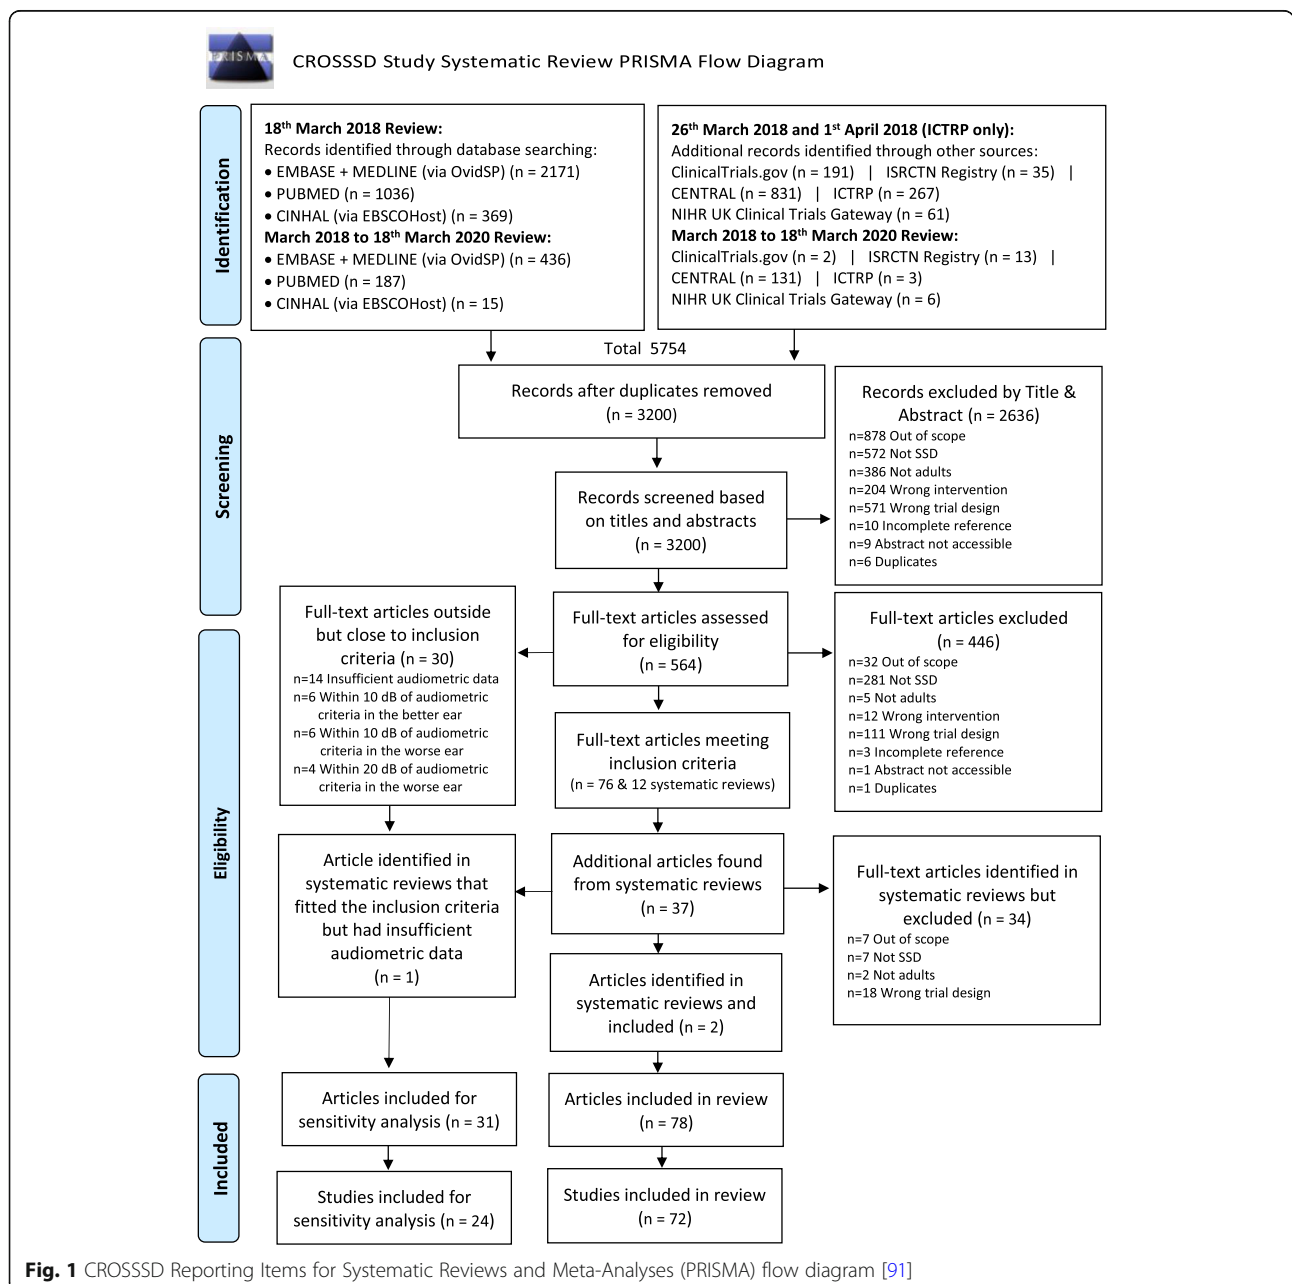 PRISMA
CROSSSD Study Systematic Review PRISMA Flow Diagram
Identification
18th March 2018 Review:
Records identified through database searching:
• EMBASE + MEDLINE (via OvidSP) (n = 2171)
• PUBMED (n = 1036)
• CINHAL (via EBSCOHost) (n = 369)
March 2018 to 18th March 2020 Review:
• EMBASE + MEDLINE (via OvidSP) (n = 436)
• PUBMED (n = 187)
• CINHAL (via EBSCOHost) (n = 15)
26th March 2018 and 1st April 2018 (ICTRP only):
Additional records identified through other sources:
ClinicalTrials.gov (n = 191) | ISRCTN Registry (n = 35) |
CENTRAL (n = 831) | ICTRP (n = 267)
NIHR UK Clinical Trials Gateway (n = 61)
March 2018 to 18th March 2020 Review:
ClinicalTrials.gov (n = 2) | ISRCTN Registry (n = 13) |
CENTRAL (n = 131) | ICTRP (n = 3)
NIHR UK Clinical Trials Gateway (n = 6)
Total 5754
Screening
Records after duplicates removed
(n = 3200)
Records screened based
on titles and abstracts
(n = 3200)
Records excluded by Title &
Abstract (n = 2636)
n=878 Out of scope
n=572 Not SSD
n=386 Not adults
n=204 Wrong intervention
n=571 Wrong trial design
n=10 Incomplete reference
n=9 Abstract not accessible
n=6 Duplicates
Full-text articles outside
but close to inclusion
criteria (n = 30)
n=14 Insufficient audiometric data
n=6 Within 10 dB of audiometric
criteria in the better ear
n=6 Within 10 dB of audiometric
criteria in the worse ear
n=4 Within 20 dB of audiometric
criteria in the worse ear
Full-text articles assessed
for eligibility
(n = 564)
Full-text articles excluded
(n = 446)
n=32 Out of scope
n=281 Not SSD
n=5 Not adults
n=12 Wrong intervention
n=111 Wrong trial design
n=3 Incomplete reference
n=1 Abstract not accessible
n=1 Duplicates
Eligibility
Full-text articles meeting
inclusion criteria
(n = 76 & 12 systematic reviews)
Article identified in
systematic reviews that
fitted the inclusion criteria
but had insufficient
audiometric data
(n = 1)
Additional articles found
from systematic reviews
(n = 37)
Full-text articles identified in
systematic reviews but
excluded (n = 34)
n=7 Out of scope
n=7 Not SSD
n=2 Not adults
n=18 Wrong trial design
Articles identified in
systematic reviews and
included (n = 2)
Included
Articles included for
sensitivity analysis (n = 31)
Articles included in review
(n = 78)
Studies included for
sensitivity analysis (n = 24)
Studies included in review
(n = 72)
Fig. 1 CROSSSD Reporting Items for Systematic Reviews and Meta-Analyses (PRISMA) flow diagram [91]